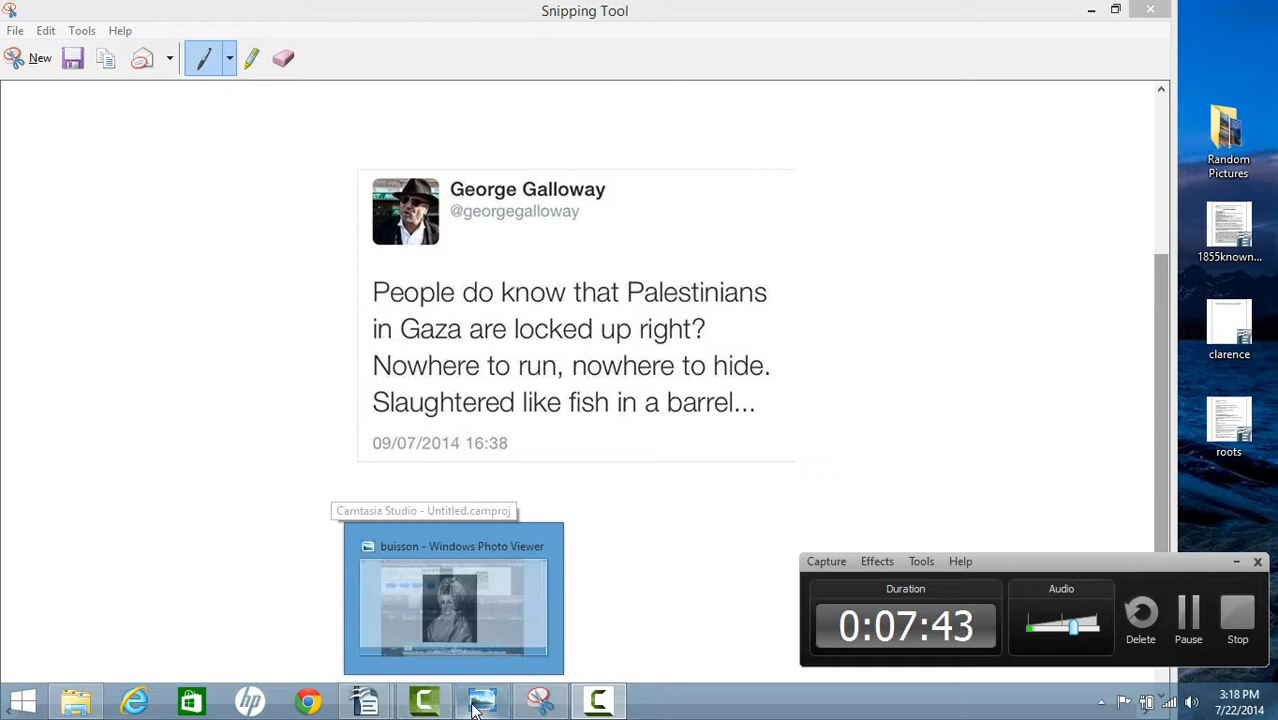 Snipping Tool
File Edit Tools Help
New
George Galloway
@georgegalloway
People do know that Palestinians
in Gaza are locked up right?
Nowhere to run, nowhere to hide.
Slaughtered like fish in a barrel...
09/07/2014 16:38
Camtasia Studio - Untitled.camproj
buisson - Windows Photo Viewer
Capture Effects Tools Help
Duration
Audio
0:07:43
Delete
Pause
Stop
Random
Pictures
1855known...
clarence
roots
hp
3:18 PM
7/22/2014